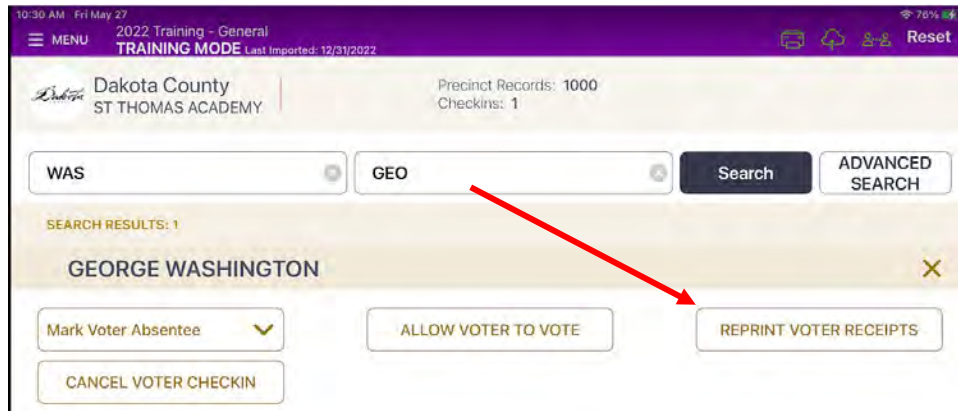 10:30 AM Fri May 27
76%
MENU
2022 Training - General
TRAINING MODE Last Imported: 12/31/2022
Reset
Dakota
Dakota County
ST THOMAS ACADEMY
Precinct Records: 1000
Checkins: 1
WAS
GEO
Search
ADVANCED
SEARCH
SEARCH RESULTS: 1
GEORGE WASHINGTON
Mark Voter Absentee
ALLOW VOTER TO VOTE
REPRINT VOTER RECEIPTS
CANCEL VOTER CHECKIN